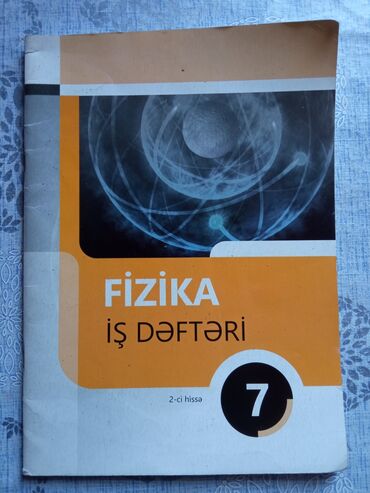 FİZİKA
İŞ DƏFTƏRİ
2-ci hissə
7